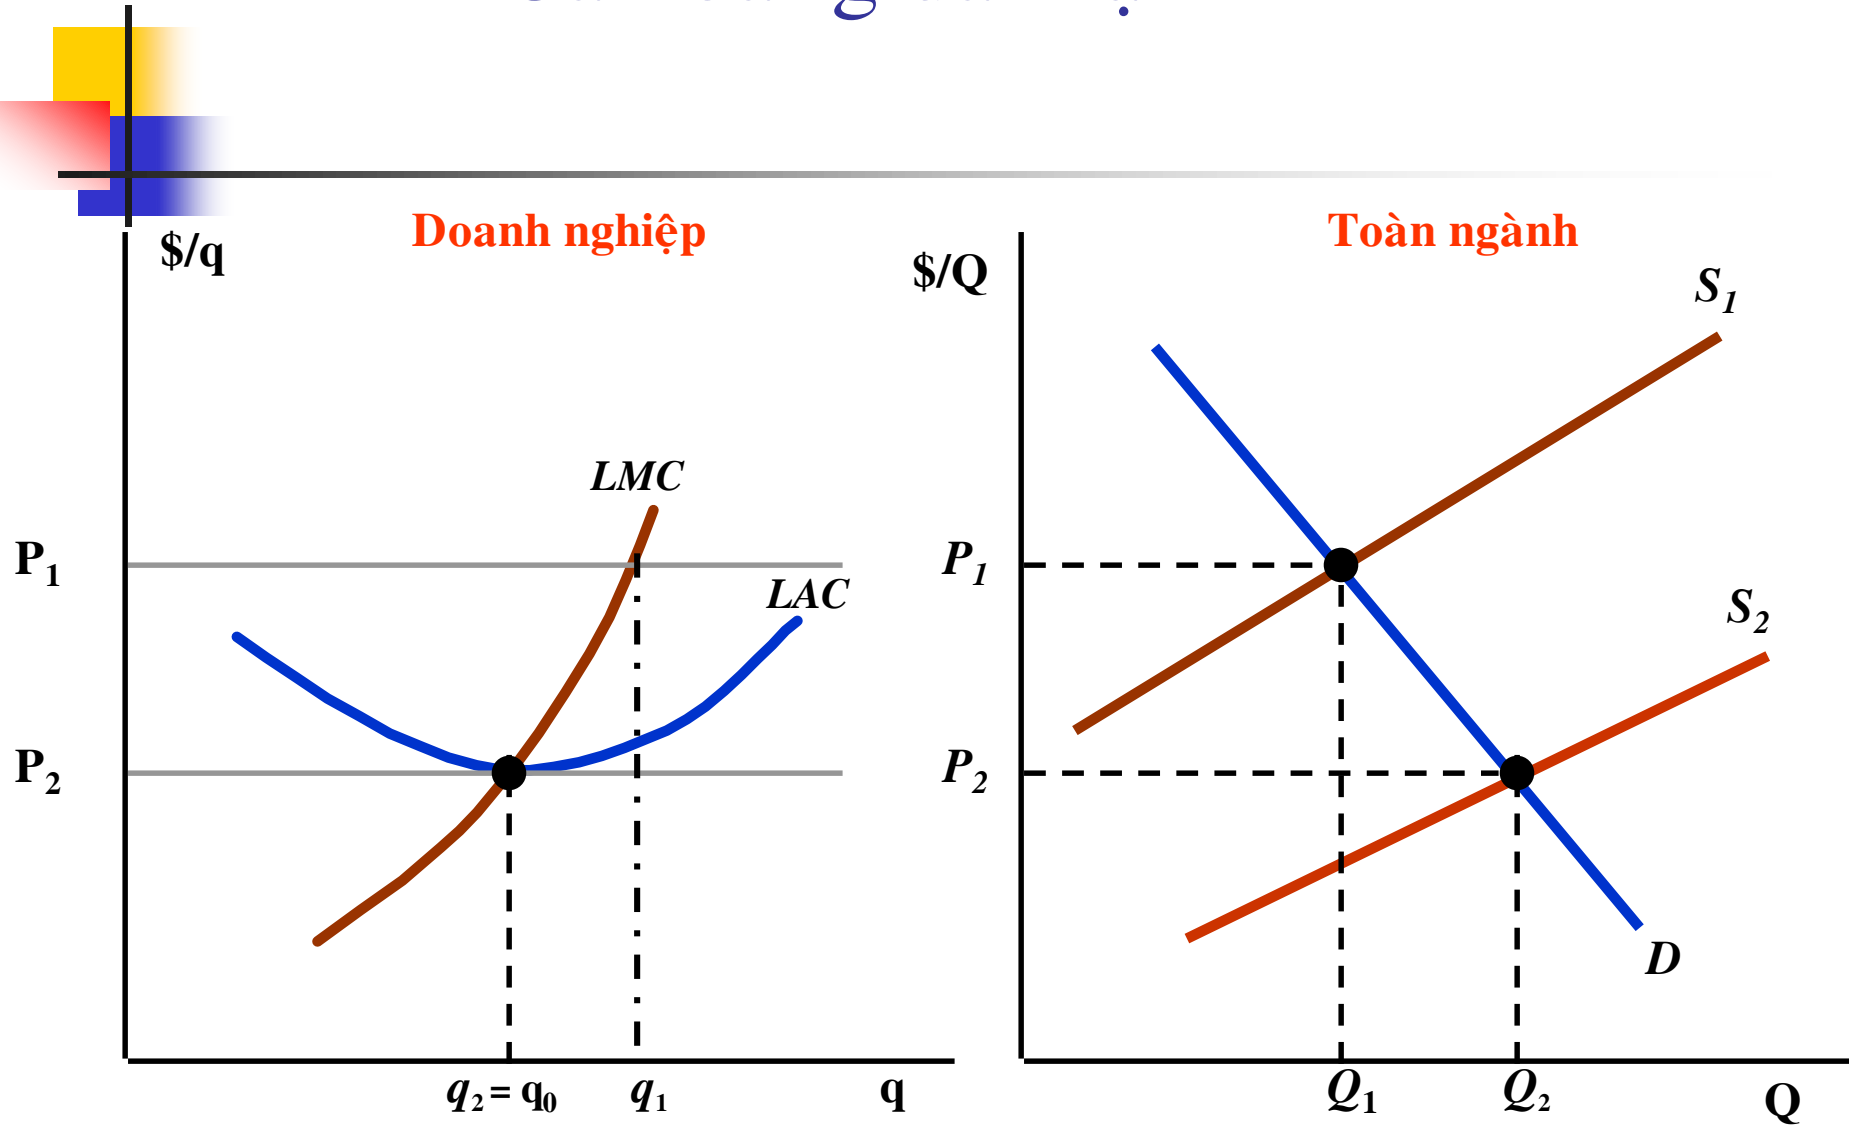 Doanh nghiệp
Toàn ngành
$/q
$/Q
S1
LMC
P1
P1
LAC
S2
P2
P2
D
q2 = q0
q1
q
Q1
Q2
Q